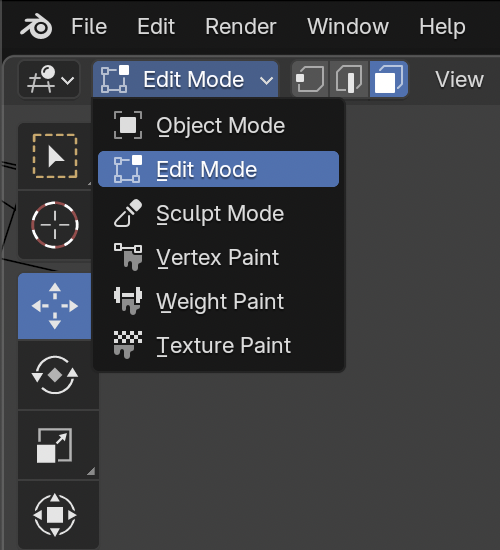 File Edit Render Window Help
Edit Mode View
Object Mode
Edit Mode
Sculpt Mode
Vertex Paint
Weight Paint
Texture Paint